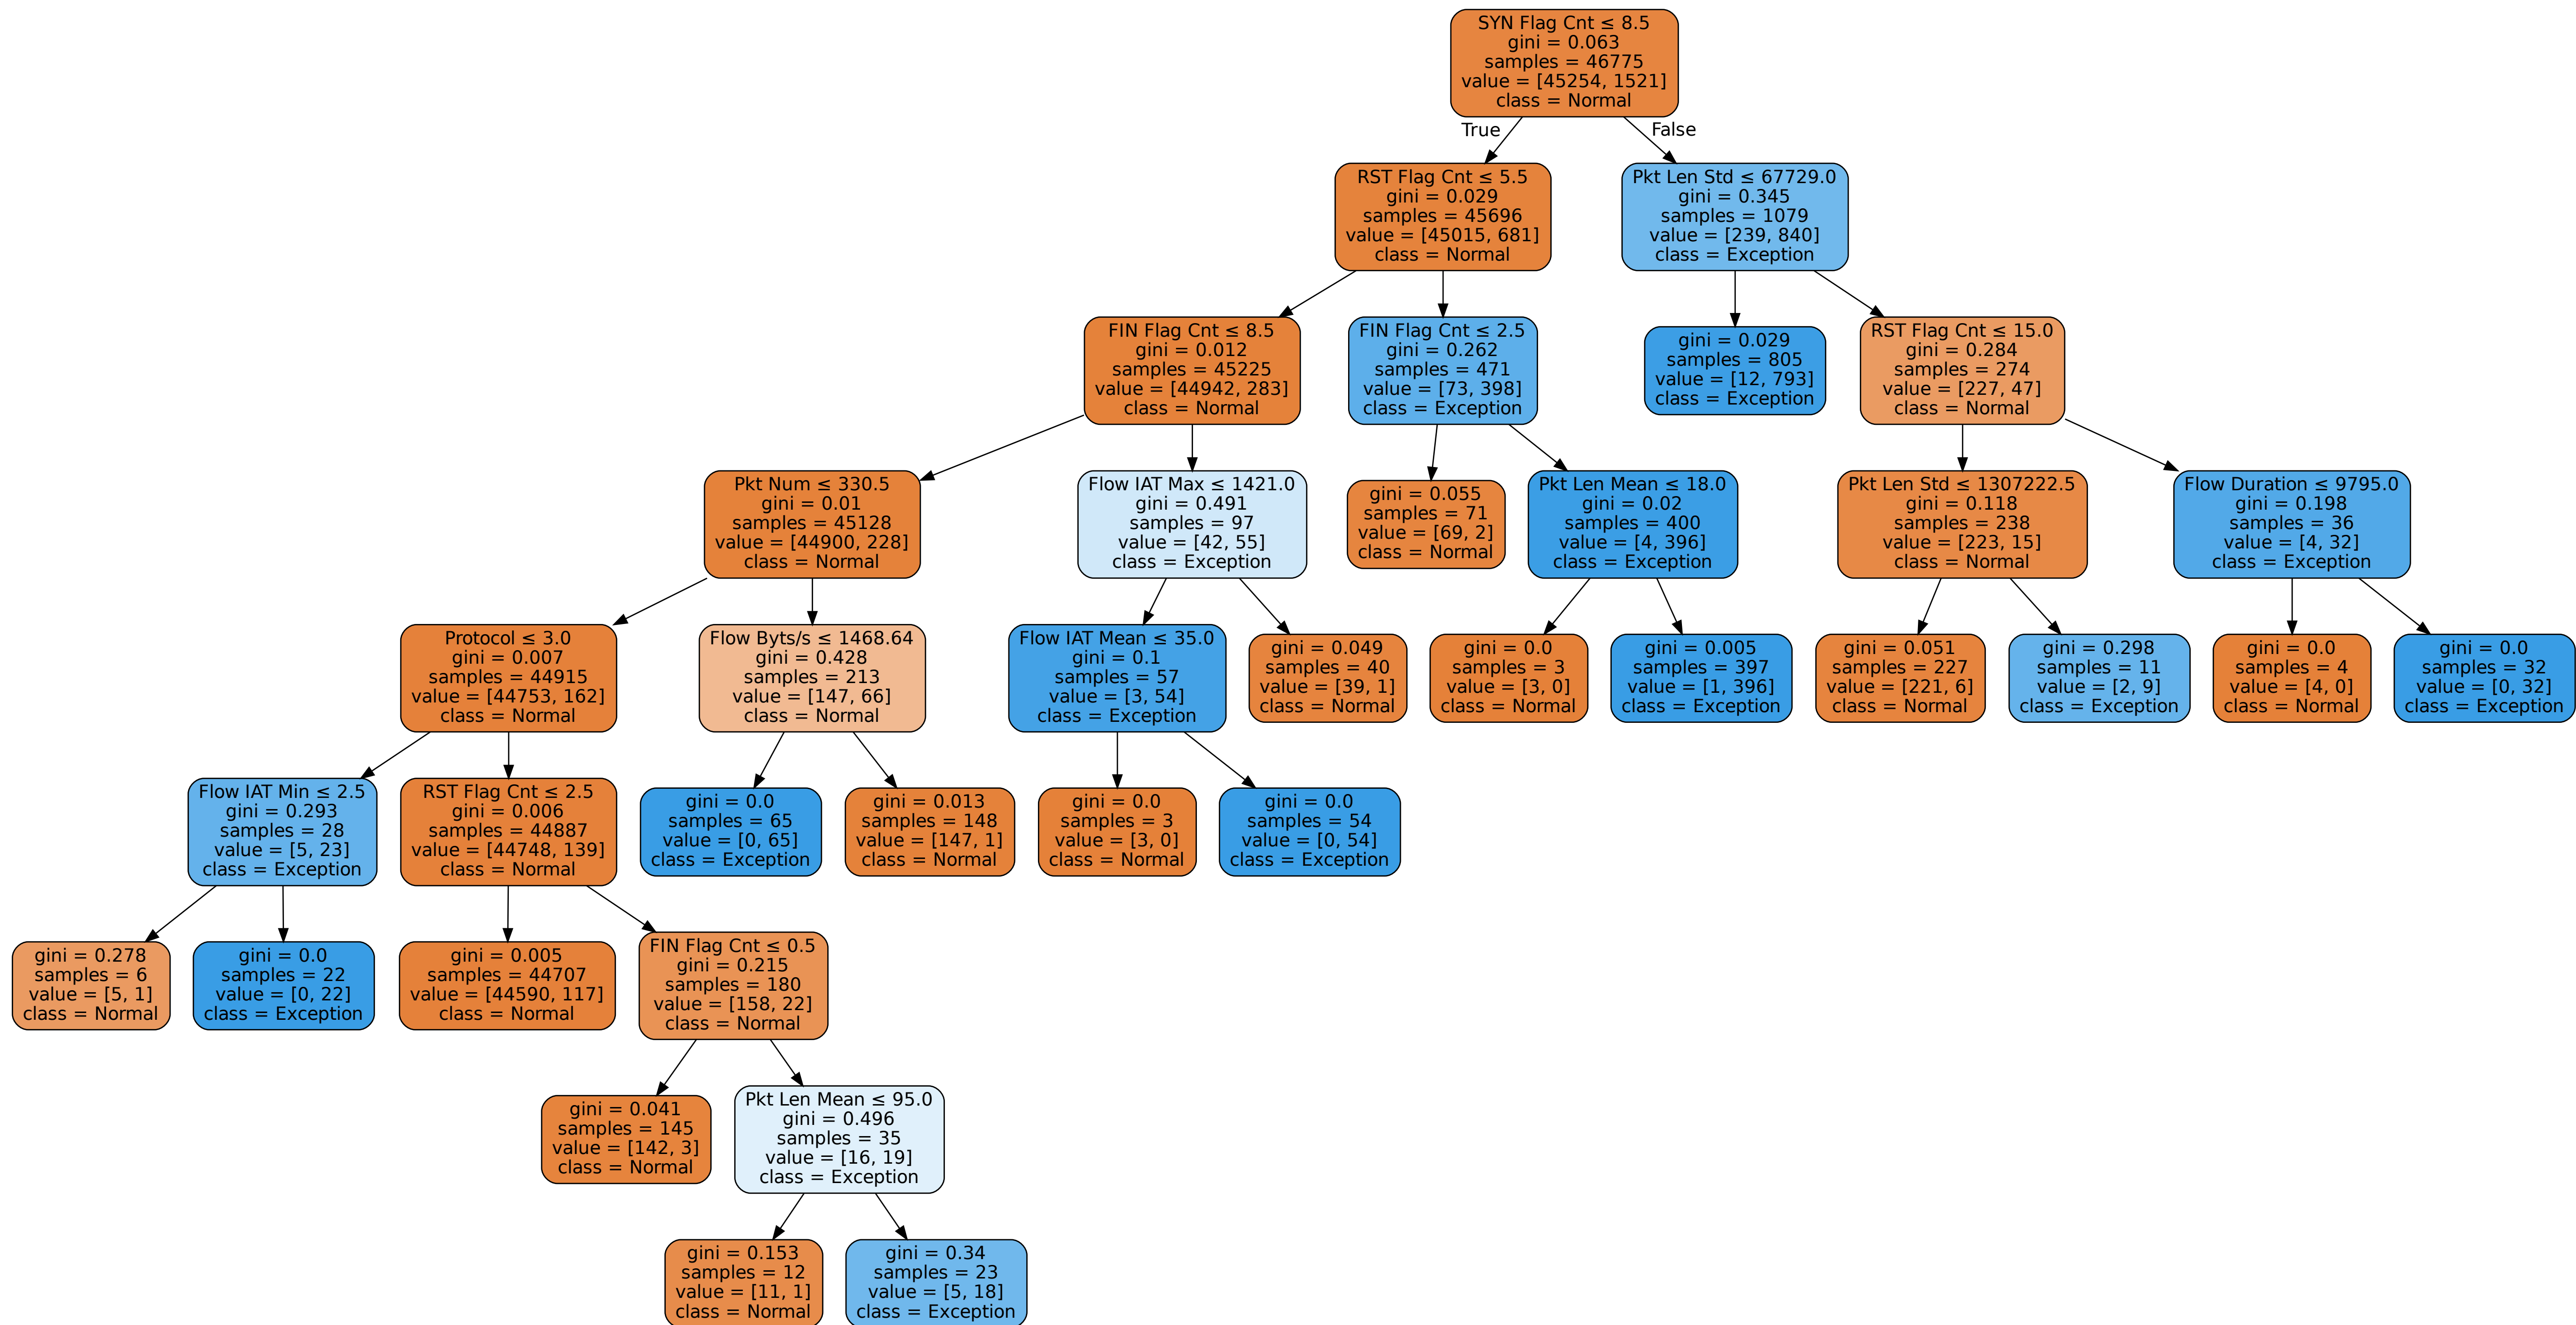 SYN Flag Cnt ≤ 8.5
gini = 0.063
samples = 46775
value = [45254, 1521]
class = Normal
True
False
RST Flag Cnt ≤ 5.5
gini = 0.029
samples = 45696
value = [45015, 681]
class = Normal
Pkt Len Std ≤ 67729.0
gini = 0.345
samples = 1079
value = [239, 840]
class = Exception
FIN Flag Cnt ≤ 8.5
gini = 0.012
samples = 45225
value = [44942, 283]
class = Normal
FIN Flag Cnt ≤ 2.5
gini = 0.262
samples = 471
value = [73, 398]
class = Exception
gini = 0.029
samples = 805
value = [12, 793]
class = Exception
RST Flag Cnt ≤ 15.0
gini = 0.284
samples = 274
value = [227, 47]
class = Normal
Pkt Num ≤ 330.5
gini = 0.01
samples = 45128
value = [44900, 228]
class = Normal
Flow IAT Max ≤ 1421.0
gini = 0.491
samples = 97
value = [42, 55]
class = Exception
gini = 0.055
samples = 71
value = [69, 2]
class = Normal
Pkt Len Mean ≤ 18.0
gini = 0.02
samples = 400
value = [4, 396]
class = Exception
Pkt Len Std ≤ 1307222.5
gini = 0.118
samples = 238
value = [223, 15]
class = Normal
Flow Duration ≤ 9795.0
gini = 0.198
samples = 36
value = [4, 32]
class = Exception
Protocol ≤ 3.0
gini = 0.007
samples = 44915
value = [44753, 162]
class = Normal
Flow Byts/s ≤ 1468.64
gini = 0.428
samples = 213
value = [147, 66]
class = Normal
Flow IAT Mean ≤ 35.0
gini = 0.1
samples = 57
value = [3, 54]
class = Exception
gini = 0.049
samples = 40
value = [39, 1]
class = Normal
gini = 0.0
samples = 3
value = [3, 0]
class = Normal
gini = 0.005
samples = 397
value = [1, 396]
class = Exception
gini = 0.051
samples = 227
value = [221, 6]
class = Normal
gini = 0.298
samples = 11
value = [2, 9]
class = Exception
gini = 0.0
samples = 4
value = [4, 0]
class = Normal
gini = 0.0
samples = 32
value = [0, 32]
class = Exception
Flow IAT Min ≤ 2.5
gini = 0.293
samples = 28
value = [5, 23]
class = Exception
RST Flag Cnt ≤ 2.5
gini = 0.006
samples = 44887
value = [44748, 139]
class = Normal
gini = 0.0
samples = 65
value = [0, 65]
class = Exception
gini = 0.013
samples = 148
value = [147, 1]
class = Normal
gini = 0.0
samples = 3
value = [3, 0]
class = Normal
gini = 0.0
samples = 54
value = [0, 54]
class = Exception
gini = 0.278
samples = 6
value = [5, 1]
class = Normal
gini = 0.0
samples = 22
value = [0, 22]
class = Exception
gini = 0.005
samples = 44707
value = [44590, 117]
class = Normal
FIN Flag Cnt ≤ 0.5
gini = 0.215
samples = 180
value = [158, 22]
class = Normal
gini = 0.041
samples = 145
value = [142, 3]
class = Normal
Pkt Len Mean ≤ 95.0
gini = 0.496
samples = 35
value = [16, 19]
class = Exception
gini = 0.153
samples = 12
value = [11, 1]
class = Normal
gini = 0.34
samples = 23
value = [5, 18]
class = Exception